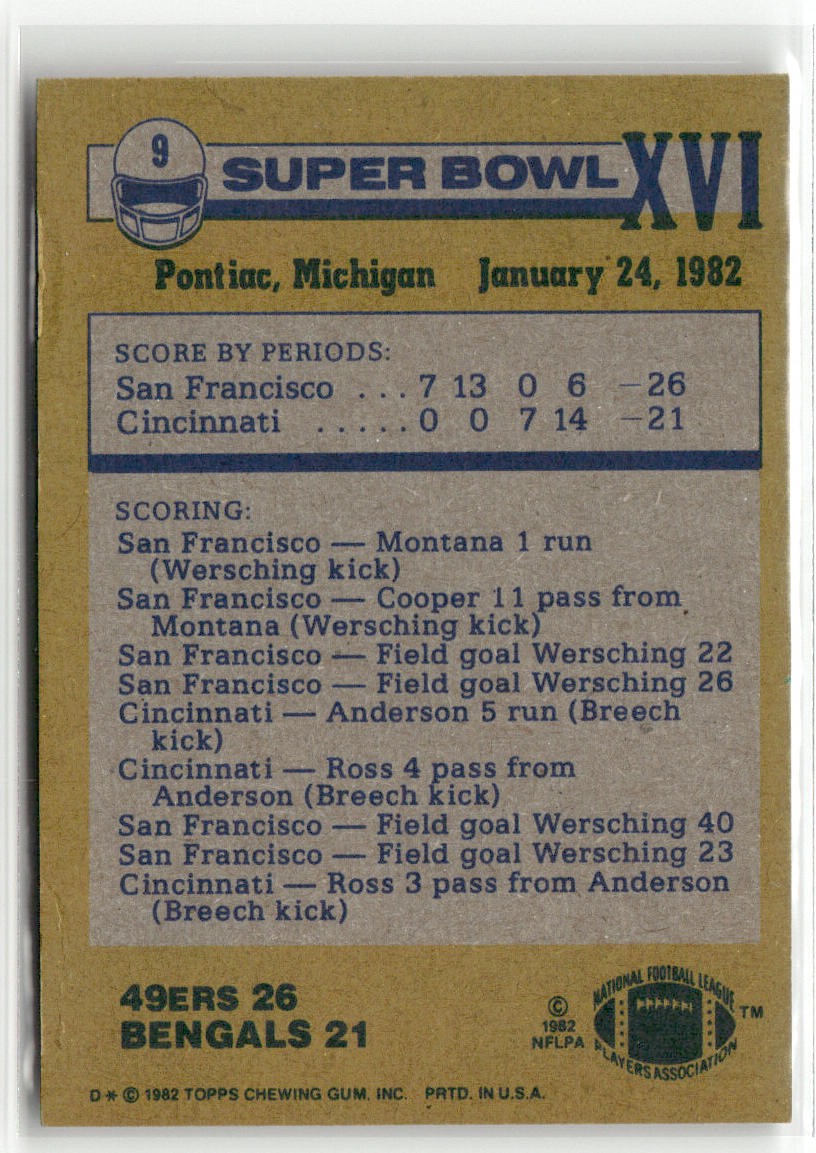 9 SUPER BOWL XVI
Pontiac, Michigan January 24, 1982
SCORE BY PERIODS:
San Francisco ... 7 13 0 6 —26
Cincinnati ..... 0 0 7 14 —21
SCORING:
San Francisco — Montana 1 run
(Wersching kick)
San Francisco — Cooper 11 pass from
Montana (Wersching kick)
San Francisco — Field goal Wersching 22
San Francisco — Field goal Wersching 26
Cincinnati — Anderson 5 run (Breech
kick)
Cincinnati — Ross 4 pass from
Anderson (Breech kick)
San Francisco — Field goal Wersching 40
San Francisco — Field goal Wersching 23
Cincinnati — Ross 3 pass from Anderson
(Breech kick)
49ERS 26
BENGALS 21
©
1982
NFLPA
NATIONAL FOOTBALL LEAGUE
PLAYERS ASSOCIATION
TM
D * © 1982 TOPPS CHEWING GUM, INC. PRTD. IN U.S.A.